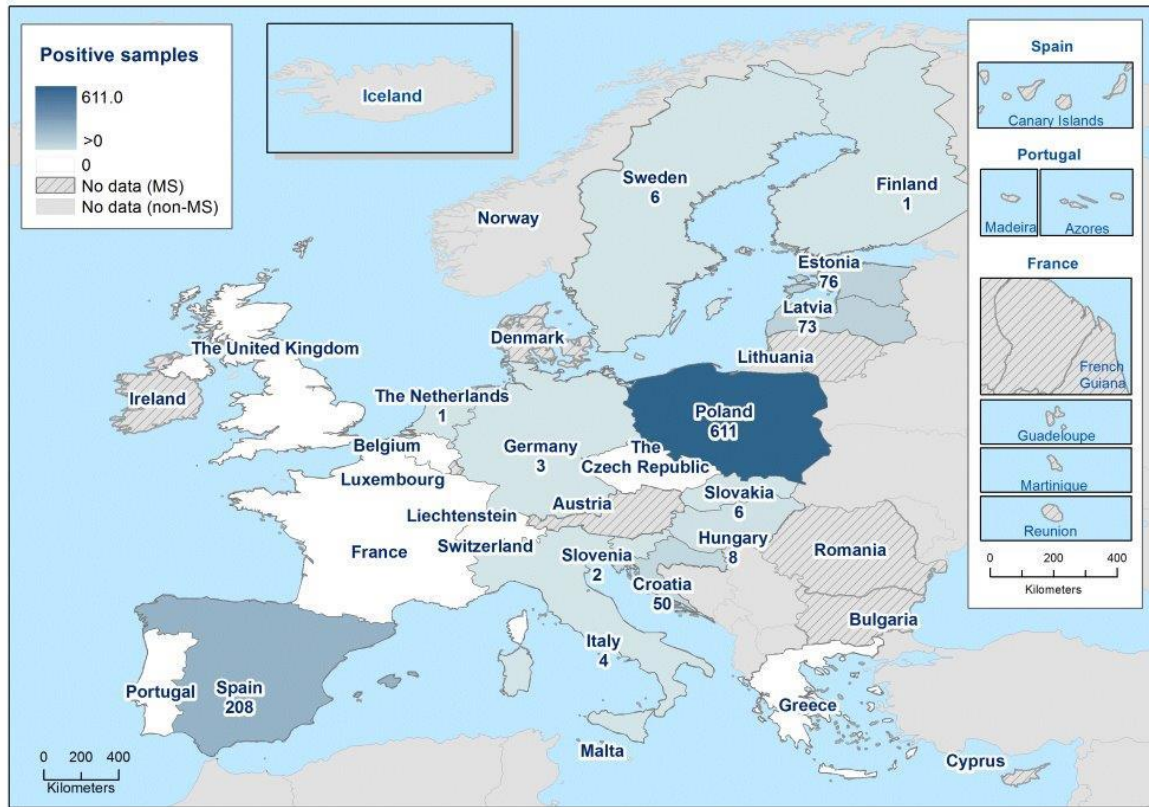 Positive samples
611.0
>0
0
No data (MS)
No data (non-MS)
Iceland
Spain
Canary Islands
Portugal
Madeira
Azores
France
French
Guiana
Guadeloupe
Martinique
Reunion
0 200 400
Kilometers
Sweden
6
Finland
1
Norway
Estonia
76
Latvia
73
Denmark
Lithuania
The United Kingdom
Ireland
The Netherlands
1
Poland
611
Belgium
Germany
3
The
Czech Republic
Luxembourg
Slovakia
6
Austria
Liechtenstein
Hungary
8
Switzerland
France
Slovenia
2
Romania
Croatia
50
Bulgaria
Italy
4
Portugal
Spain
208
Greece
Malta
Cyprus
0 200 400
Kilometers